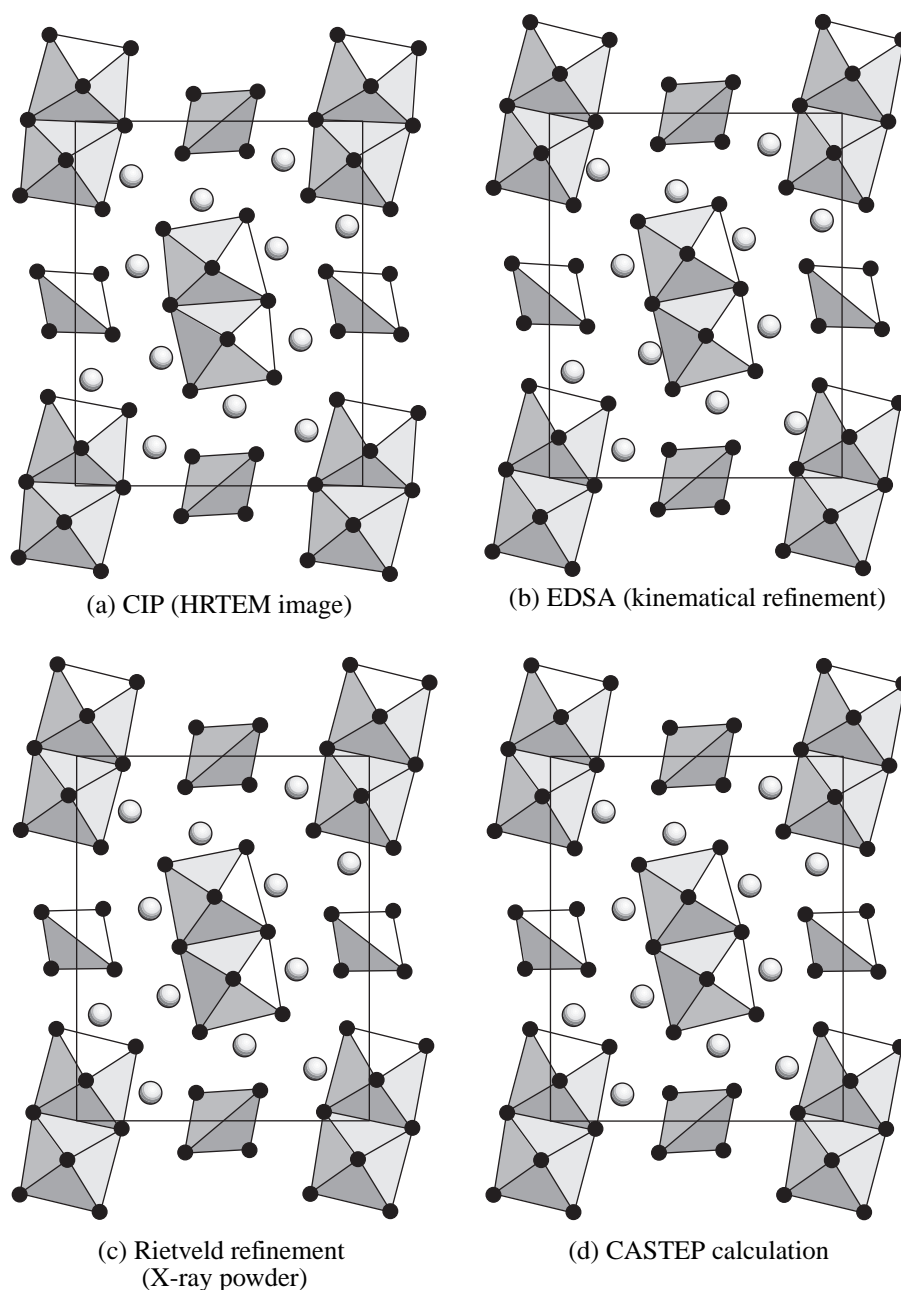 (a) CIP (HRTEM image)
(b) EDSA (kinematical refinement)
(c) Rietveld refinement
(X-ray powder)
(d) CASTEP calculation